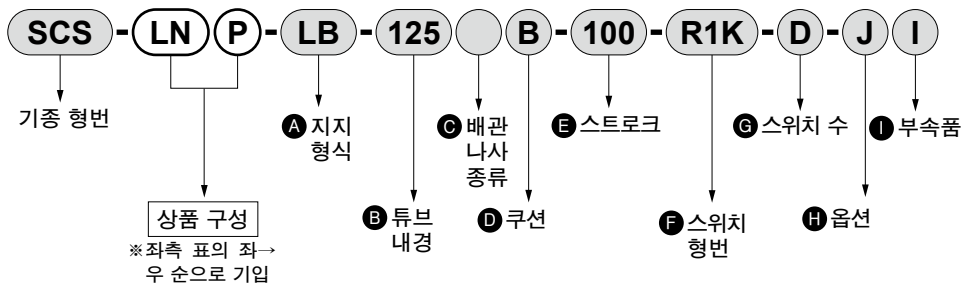 SCS - LN P - LB - 125 B - 100 - R1K - D - J I
기종 형번
상품 구성
※좌측 표의 좌→
우 순으로 기입
A 지지
형식
B 튜브
내경
C 배관
나사
종류
D 쿠션
E 스트로크
F 스위치
형번
G 스위치 수
H 옵션
I 부속품